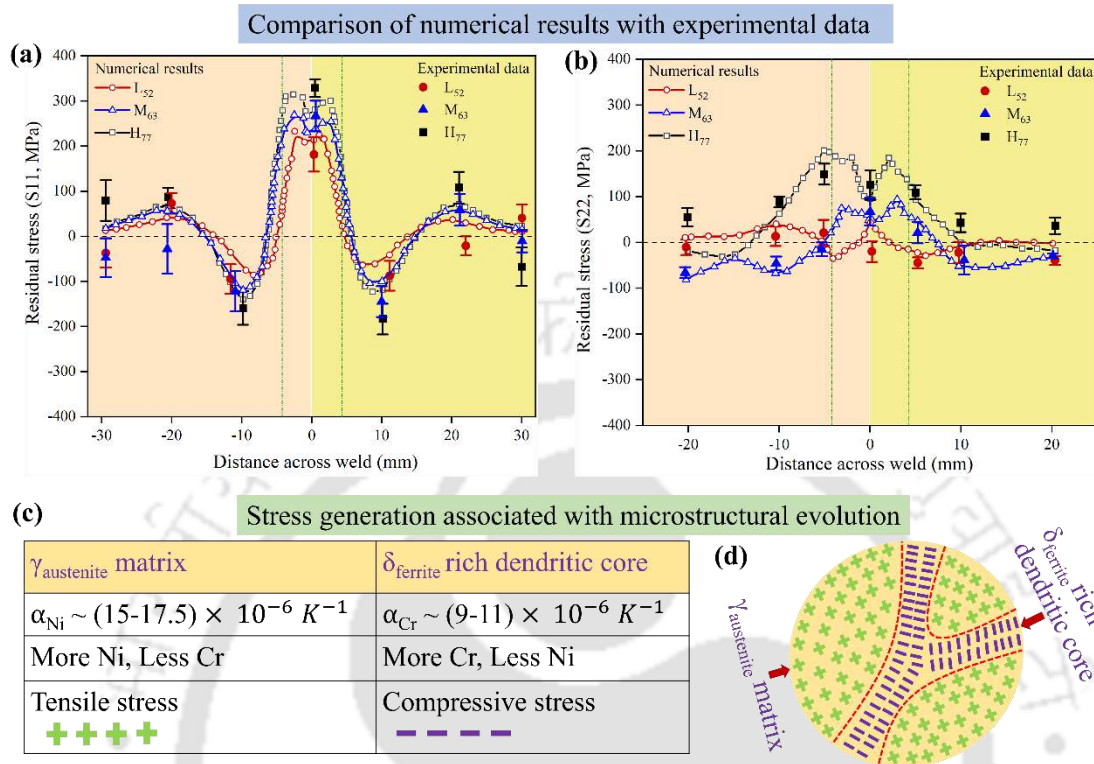 Comparison of numerical results with experimental data
(a)
400
300
200
100
0
-100
-200
-300
-400
Residual stress (S11, MPa)
Numerical results
L₅₂
M₆₃
H₇₇
Experimental data
L₅₂
M₆₃
H₇₇
-30 -20 -10 0 10 20 30
Distance across weld (mm)
(b)
400
300
200
100
0
-100
-200
-300
-400
Residual stress (S22, MPa)
Numerical results
L₅₂
M₆₃
H₇₇
Experimental data
L₅₂
M₆₃
H₇₇
-20 -10 0 10 20
Distance across weld (mm)
(c)
Stress generation associated with microstructural evolution
γaustenite matrix δferrite rich dendritic core
αNi ~ (15-17.5) × 10⁻⁶ K⁻¹ αCr ~ (9-11) × 10⁻⁶ K⁻¹
More Ni, Less Cr More Cr, Less Ni
Tensile stress Compressive stress
(d)
γaustenite matrix
δferrite rich
dendritic core